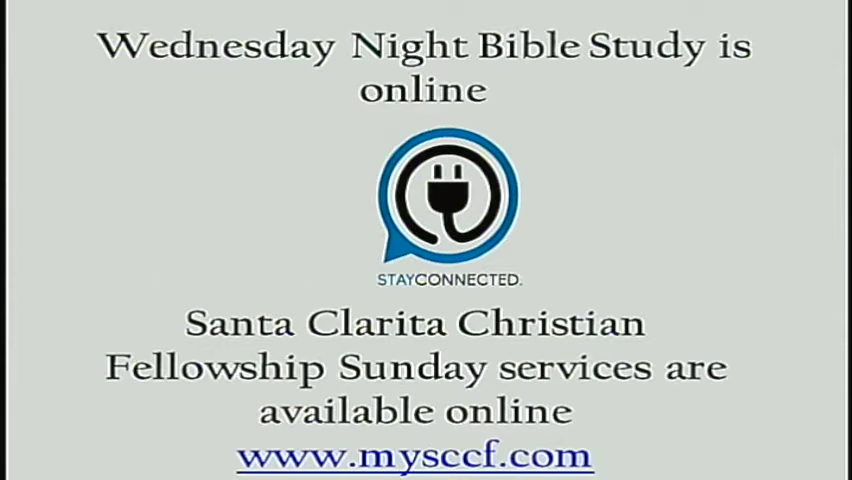 Wednesday Night Bible Study is
online
STAYCONNECTED.
Santa Clarita Christian
Fellowship Sunday services are
available online
www.mysccf.com